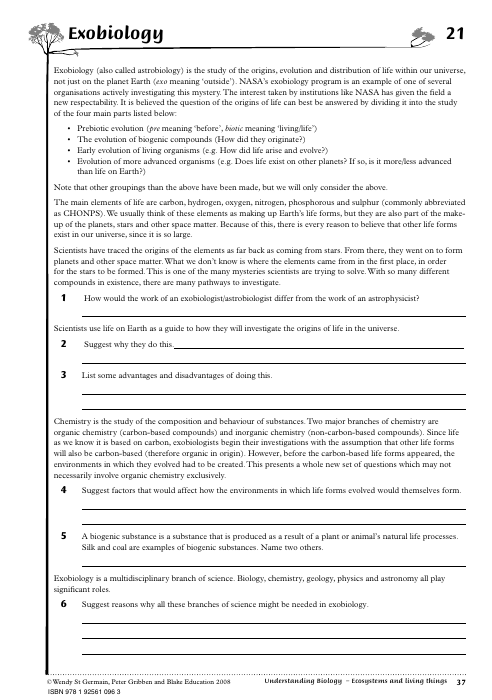 Exobiology
21
Exobiology (also called astrobiology) is the study of the origins, evolution and distribution of life within our universe,
not just on the planet Earth (exo meaning ‘outside’). NASA’s exobiology program is an example of one of several
organisations actively investigating this mystery. The interest taken by institutions like NASA has given the field a
new respectability. It is believed the question of the origins of life can best be answered by dividing it into the study
of the four main parts listed below:
• Prebiotic evolution (pre meaning ‘before’, biotic meaning ‘living/life’)
• The evolution of biogenic compounds (How did they originate?)
• Early evolution of living organisms (e.g. How did life arise and evolve?)
• Evolution of more advanced organisms (e.g. Does life exist on other planets? If so, is it more/less advanced
than life on Earth?)
Note that other groupings than the above have been made, but we will only consider the above.
The main elements of life are carbon, hydrogen, oxygen, nitrogen, phosphorous and sulphur (commonly abbreviated
as CHONPS). We usually think of these elements as making up Earth’s life forms, but they are also part of the make-
up of the planets, stars and other space matter. Because of this, there is every reason to believe that other life forms
exist in our universe, since it is so large.
Scientists have traced the origins of the elements as far back as coming from stars. From there, they went on to form
planets and other space matter. What we don’t know is where the elements came from in the first place, in order
for the stars to be formed. This is one of the many mysteries scientists are trying to solve. With so many different
compounds in existence, there are many pathways to investigate.
1 How would the work of an exobiologist/astrobiologist differ from the work of an astrophysicist?
Scientists use life on Earth as a guide to how they will investigate the origins of life in the universe.
2 Suggest why they do this.
3 List some advantages and disadvantages of doing this.
Chemistry is the study of the composition and behaviour of substances. Two major branches of chemistry are
organic chemistry (carbon-based compounds) and inorganic chemistry (non-carbon-based compounds). Since life
as we know it is based on carbon, exobiologists begin their investigations with the assumption that other life forms
will also be carbon-based (therefore organic in origin). However, before the carbon-based life forms appeared, the
environments in which they evolved had to be created. This presents a whole new set of questions which may not
necessarily involve organic chemistry exclusively.
4 Suggest factors that would affect how the environments in which life forms evolved would themselves form.
5 A biogenic substance is a substance that is produced as a result of a plant or animal’s natural life processes.
Silk and coal are examples of biogenic substances. Name two others.
Exobiology is a multidisciplinary branch of science. Biology, chemistry, geology, physics and astronomy all play
significant roles.
6 Suggest reasons why all these branches of science might be needed in exobiology.
©Wendy St Germain, Peter Gribben and Blake Education 2008
Understanding Biology – Ecosystems and living things 37
ISBN 978 1 92561 096 3